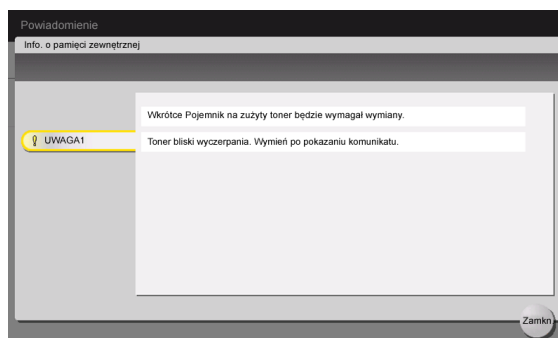 Powiadomienie
Info. o pamięci zewnętrznej
Wkrótce Pojemnik na zużyty toner będzie wymagał wymiany.
UWAGA1
Toner bliski wyczerpania. Wymień po pokazaniu komunikatu.
Zamkn